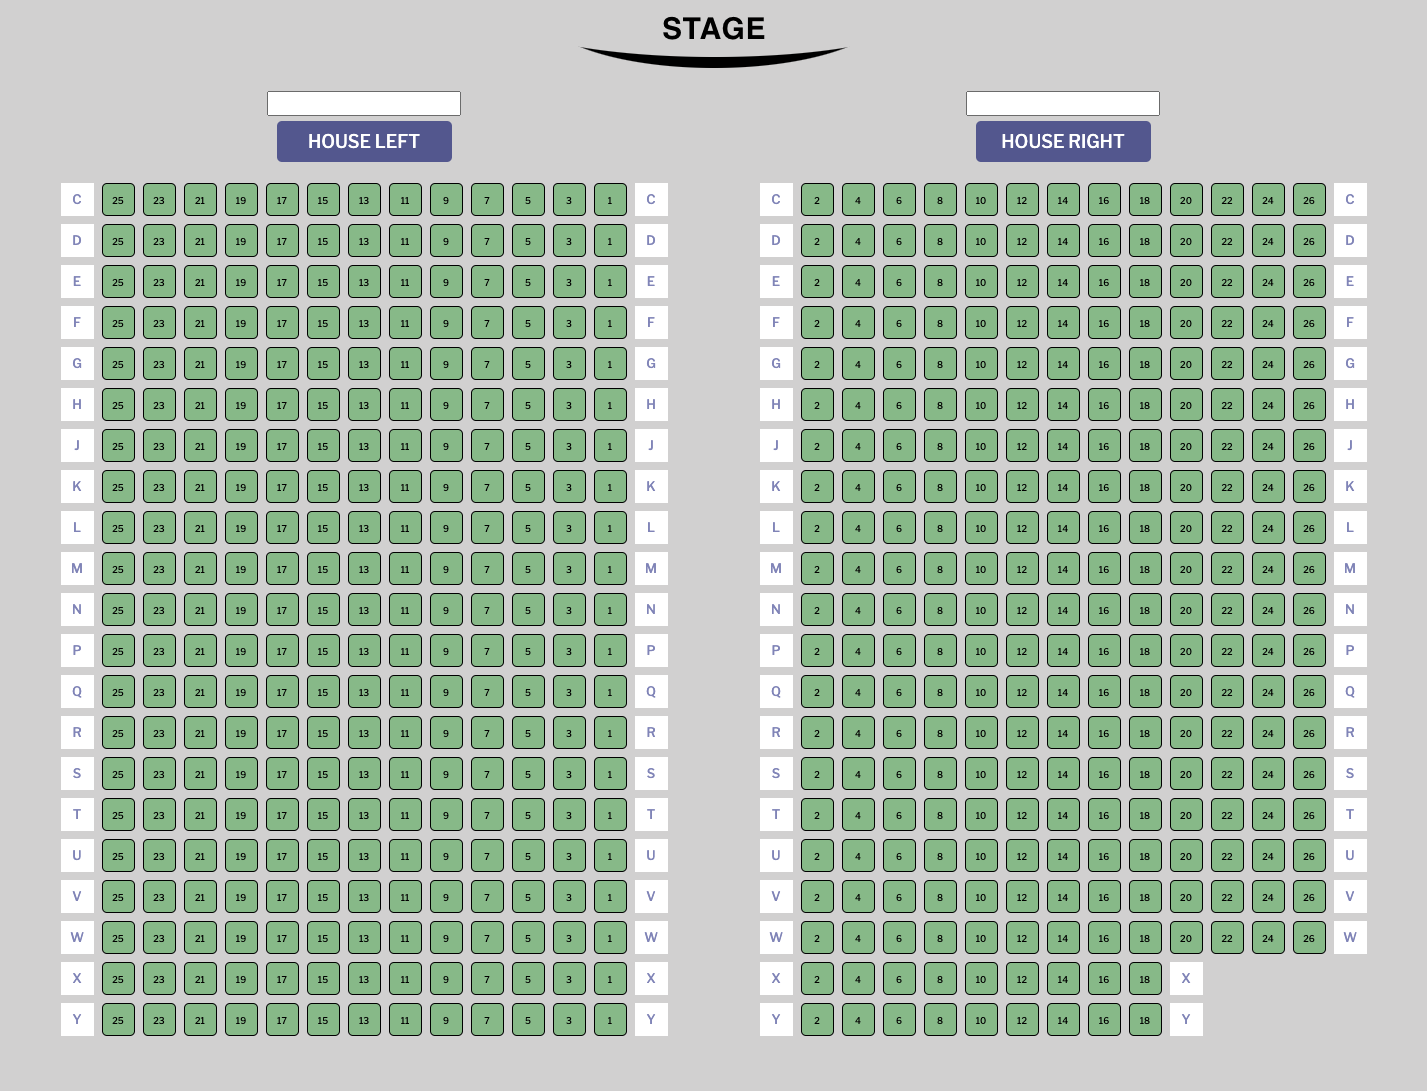 STAGE
HOUSE LEFT HOUSE RIGHT
C 25 23 21 19 17 15 13 11 9 7 5 3 1 C C 2 4 6 8 10 12 14 16 18 20 22 24 26 C
D 25 23 21 19 17 15 13 11 9 7 5 3 1 D D 2 4 6 8 10 12 14 16 18 20 22 24 26 D
E 25 23 21 19 17 15 13 11 9 7 5 3 1 E E 2 4 6 8 10 12 14 16 18 20 22 24 26 E
F 25 23 21 19 17 15 13 11 9 7 5 3 1 F F 2 4 6 8 10 12 14 16 18 20 22 24 26 F
G 25 23 21 19 17 15 13 11 9 7 5 3 1 G G 2 4 6 8 10 12 14 16 18 20 22 24 26 G
H 25 23 21 19 17 15 13 11 9 7 5 3 1 H H 2 4 6 8 10 12 14 16 18 20 22 24 26 H
J 25 23 21 19 17 15 13 11 9 7 5 3 1 J J 2 4 6 8 10 12 14 16 18 20 22 24 26 J
K 25 23 21 19 17 15 13 11 9 7 5 3 1 K K 2 4 6 8 10 12 14 16 18 20 22 24 26 K
L 25 23 21 19 17 15 13 11 9 7 5 3 1 L L 2 4 6 8 10 12 14 16 18 20 22 24 26 L
M 25 23 21 19 17 15 13 11 9 7 5 3 1 M M 2 4 6 8 10 12 14 16 18 20 22 24 26 M
N 25 23 21 19 17 15 13 11 9 7 5 3 1 N N 2 4 6 8 10 12 14 16 18 20 22 24 26 N
P 25 23 21 19 17 15 13 11 9 7 5 3 1 P P 2 4 6 8 10 12 14 16 18 20 22 24 26 P
Q 25 23 21 19 17 15 13 11 9 7 5 3 1 Q Q 2 4 6 8 10 12 14 16 18 20 22 24 26 Q
R 25 23 21 19 17 15 13 11 9 7 5 3 1 R R 2 4 6 8 10 12 14 16 18 20 22 24 26 R
S 25 23 21 19 17 15 13 11 9 7 5 3 1 S S 2 4 6 8 10 12 14 16 18 20 22 24 26 S
T 25 23 21 19 17 15 13 11 9 7 5 3 1 T T 2 4 6 8 10 12 14 16 18 20 22 24 26 T
U 25 23 21 19 17 15 13 11 9 7 5 3 1 U U 2 4 6 8 10 12 14 16 18 20 22 24 26 U
V 25 23 21 19 17 15 13 11 9 7 5 3 1 V V 2 4 6 8 10 12 14 16 18 20 22 24 26 V
W 25 23 21 19 17 15 13 11 9 7 5 3 1 W W 2 4 6 8 10 12 14 16 18 20 22 24 26 W
X 25 23 21 19 17 15 13 11 9 7 5 3 1 X X 2 4 6 8 10 12 14 16 18 X
Y 25 23 21 19 17 15 13 11 9 7 5 3 1 Y Y 2 4 6 8 10 12 14 16 18 Y